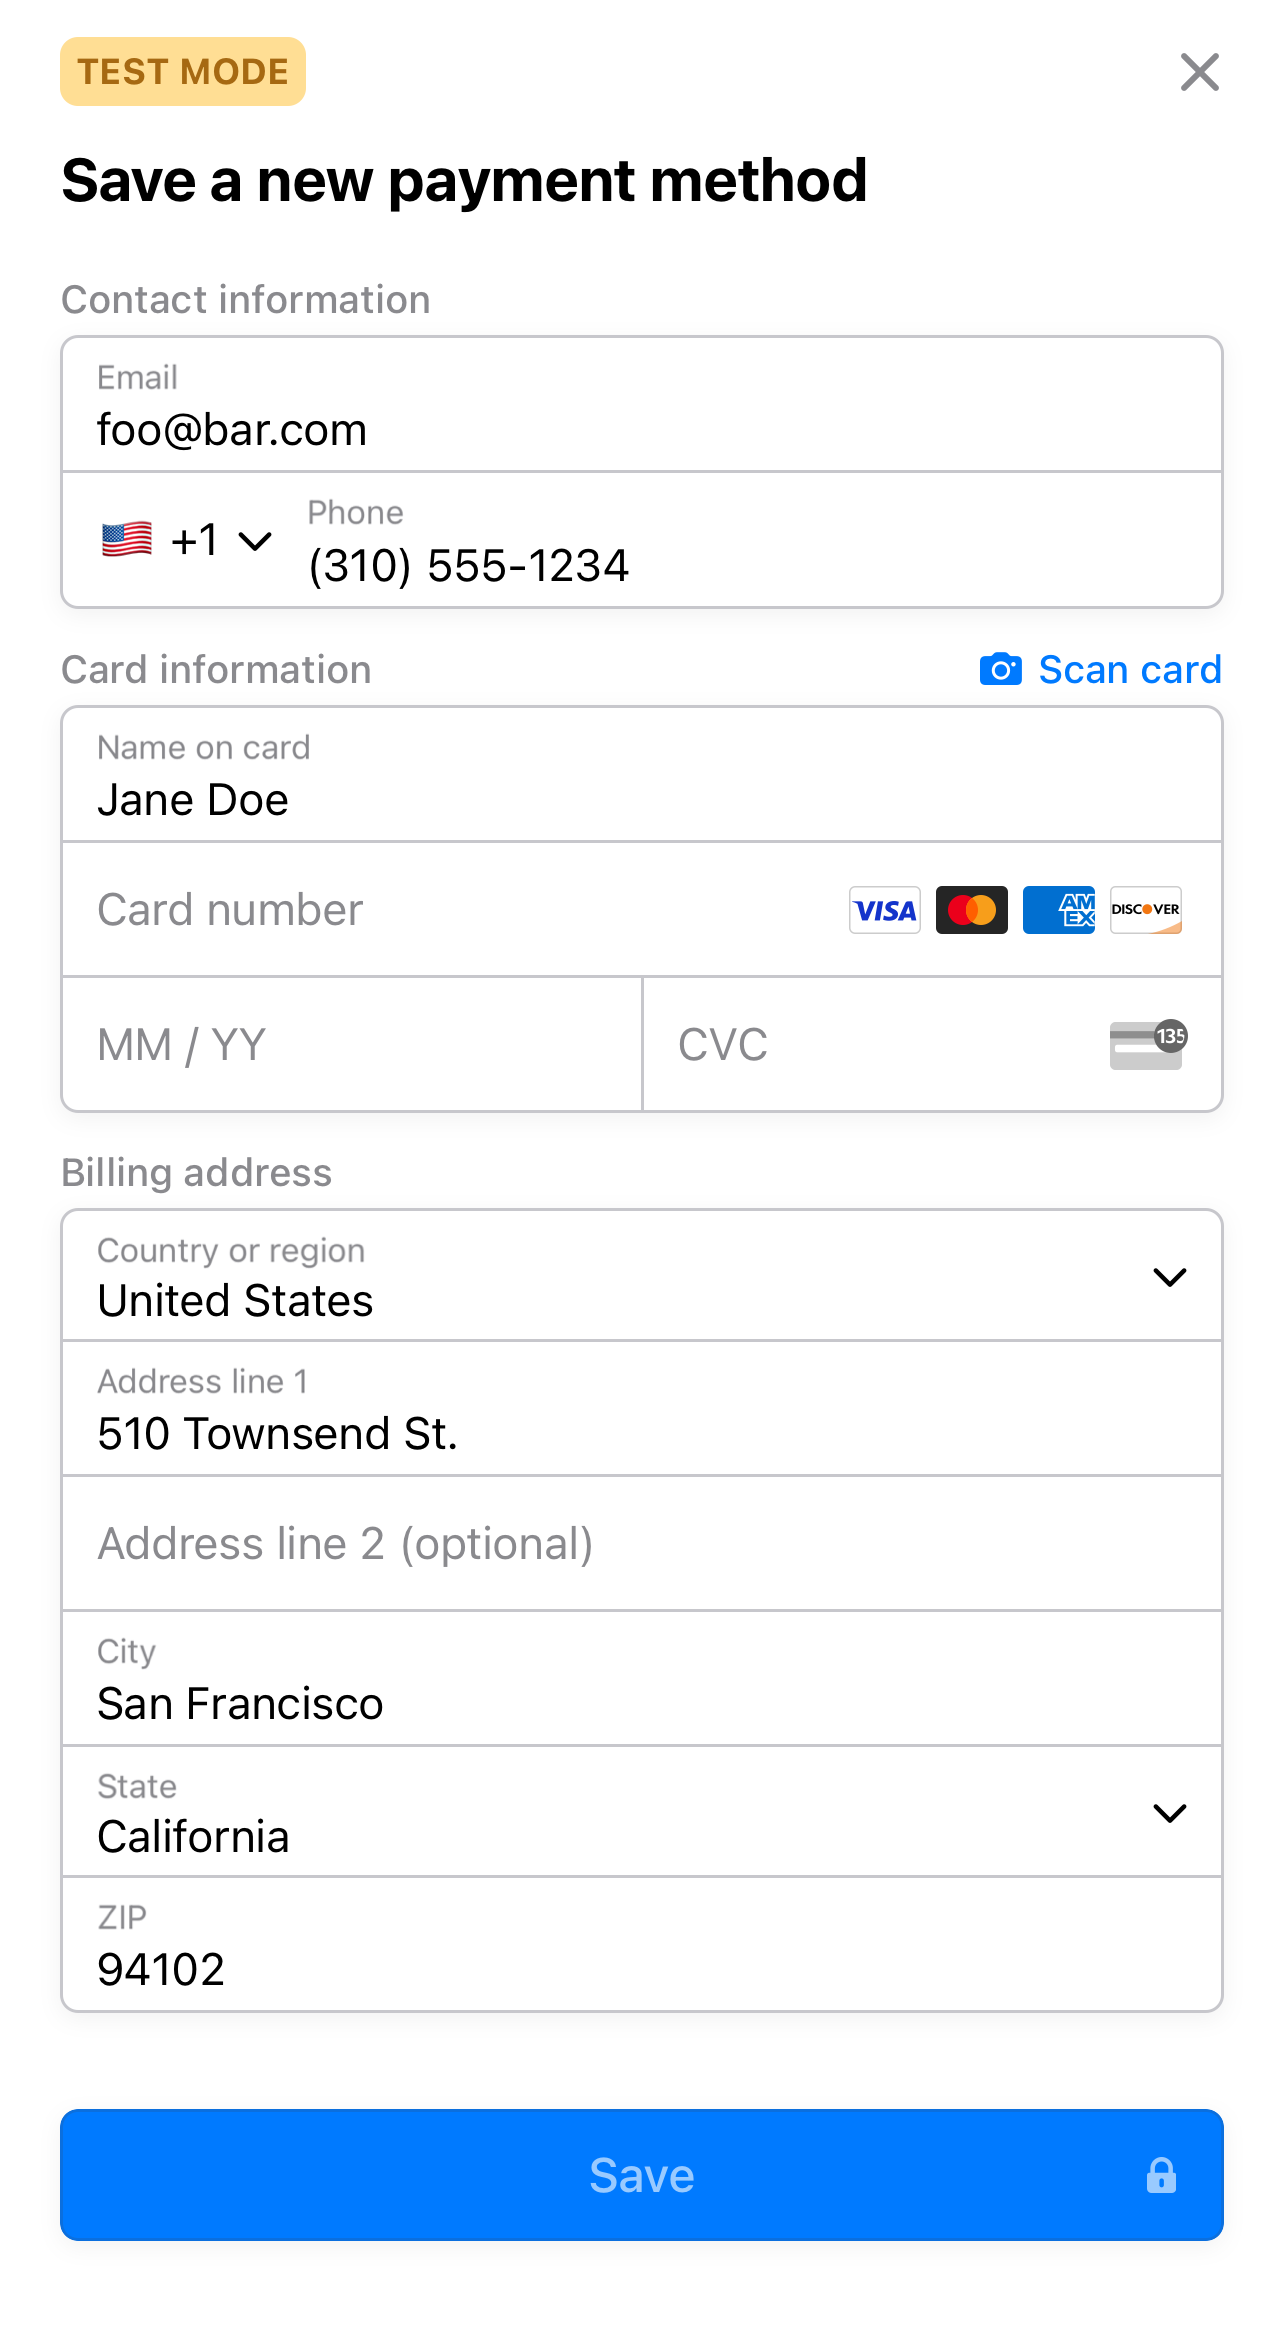 TEST MODE
Save a new payment method
Contact information
Email
foo@bar.com
+1
Phone
(310) 555-1234
Card information
Scan card
Name on card
Jane Doe
Card number
VISA
AM
EX
DISCOVER
MM / YY
CVC
135
Billing address
Country or region
United States
Address line 1
510 Townsend St.
Address line 2 (optional)
City
San Francisco
State
California
ZIP
94102
Save